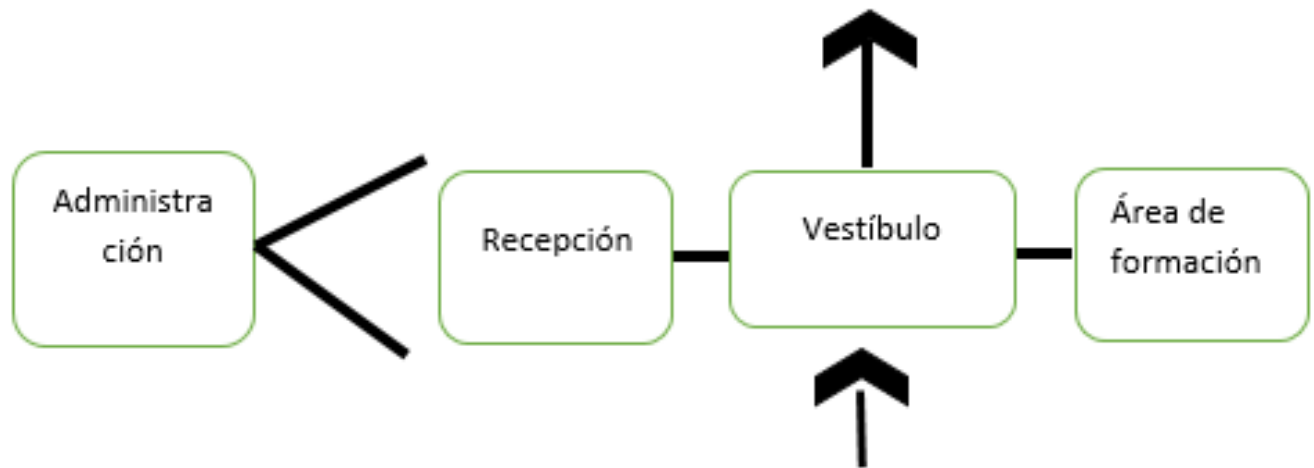 Administra
ción
Recepción
Vestíbulo
Área de
formación